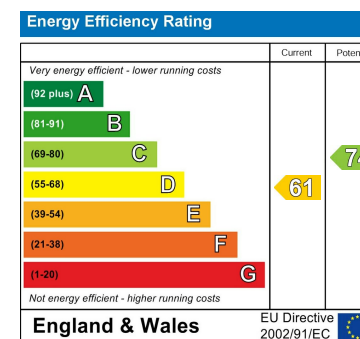 Energy Efficiency Rating
Current
Very energy efficient - lower running costs
(92 plus) A
(81-91) B
(69-80) C
(55-68) D
61
(39-54) E
(21-38) F
(1-20) G
Not energy efficient - higher running costs
England & Wales
EU Directive
2002/91/EC